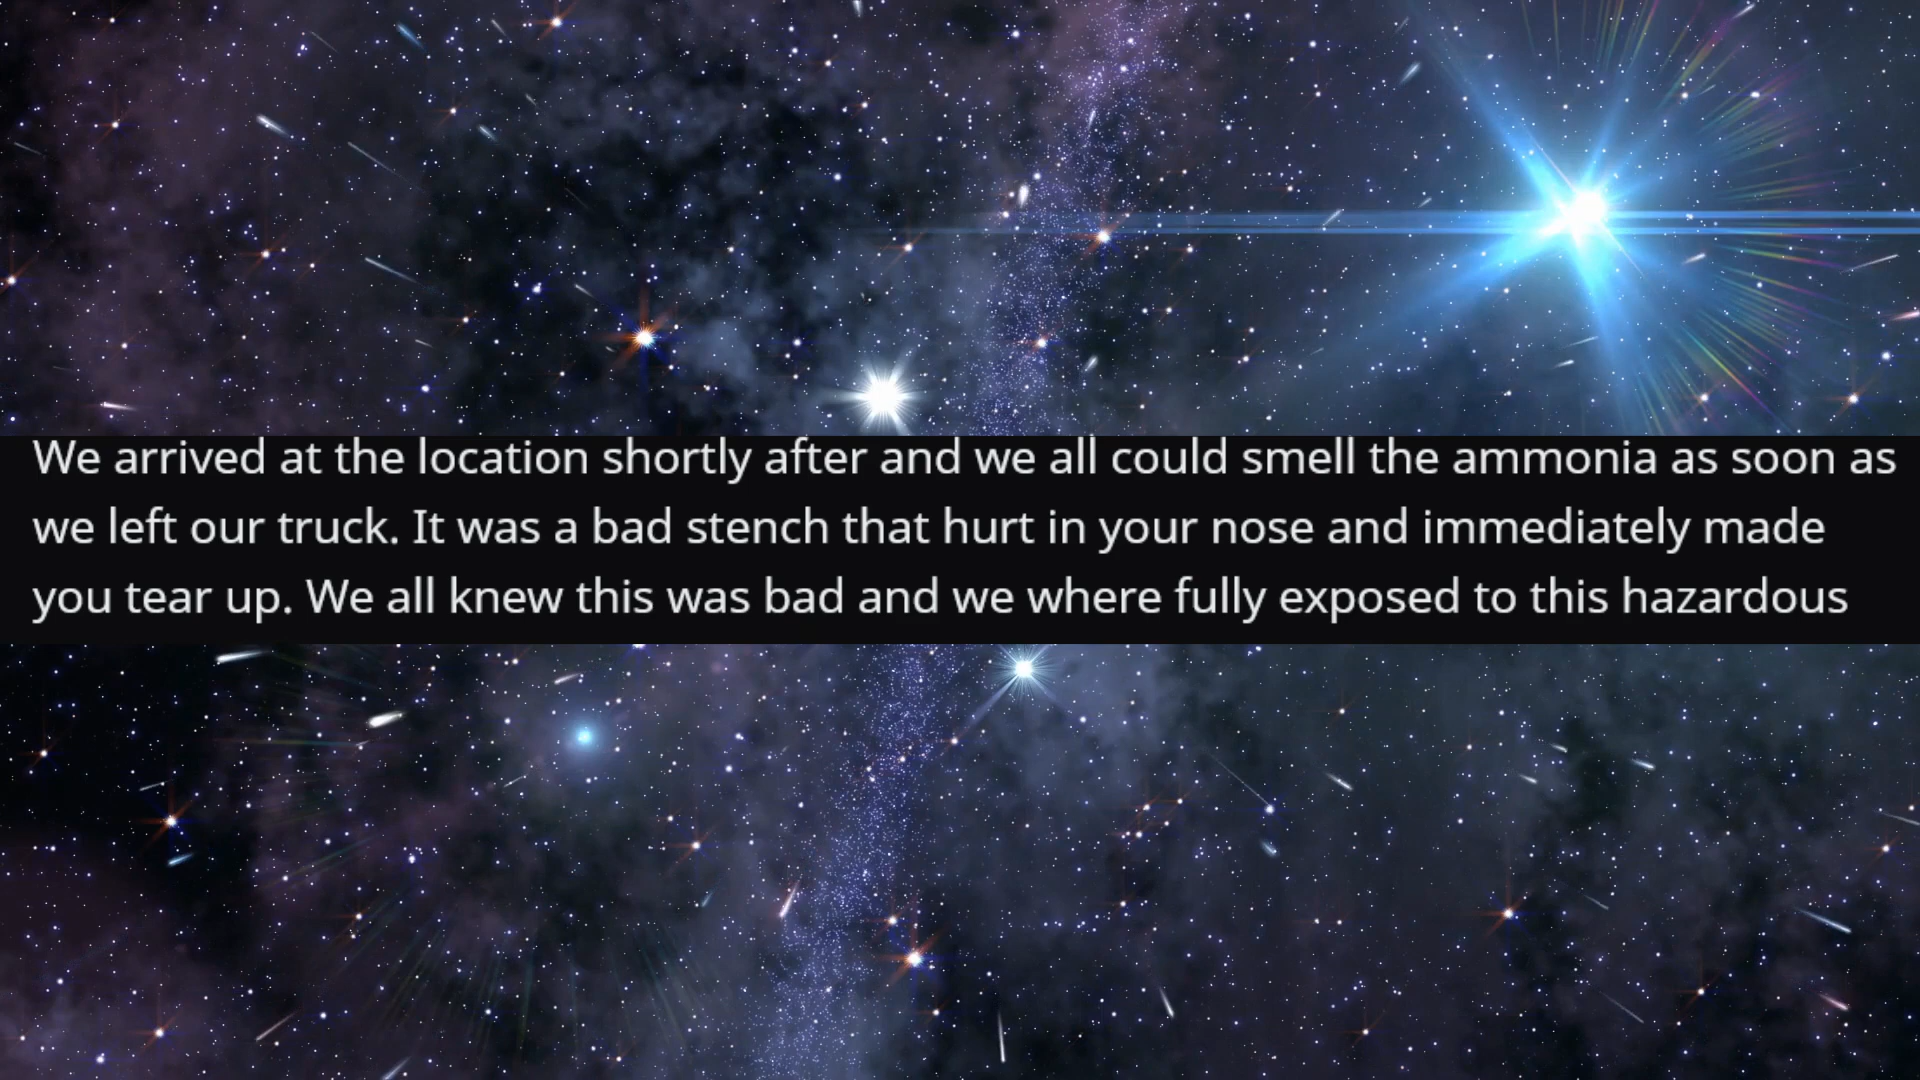 We arrived at the location shortly after and we all could smell the ammonia as soon as
we left our truck. It was a bad stench that hurt in your nose and immediately made
you tear up. We all knew this was bad and we where fully exposed to this hazardous